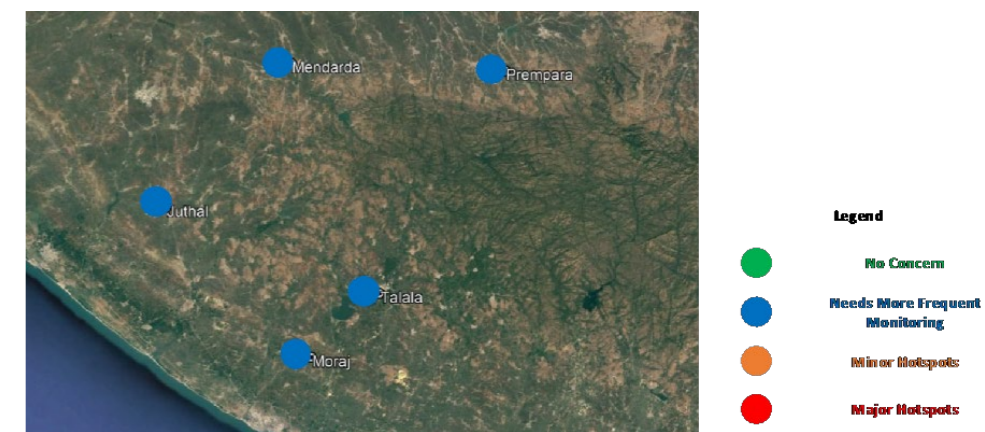 Mendarda
Prempara
Juthal
Talala
Moraj
Legend
No Concern
Needs More Frequent
Monitoring
Minor Hotspots
Major Hotspots